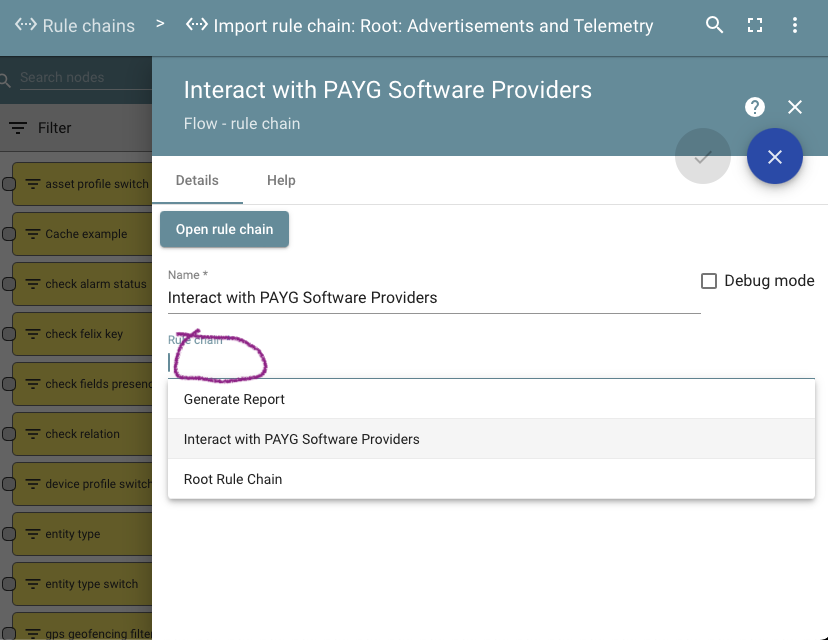 Rule chains > Import rule chain: Root: Advertisements and Telemetry
Search nodes
Interact with PAYG Software Providers
Flow - rule chain
Filter
asset profile switch
Cache example
check alarm status
check felix key
check fields presenc
check relation
device profile switch
entity type
entity type switch
gps geofencing filter
Details Help
Open rule chain
Name *
Interact with PAYG Software Providers
Debug mode
Rule chain
Generate Report
Interact with PAYG Software Providers
Root Rule Chain